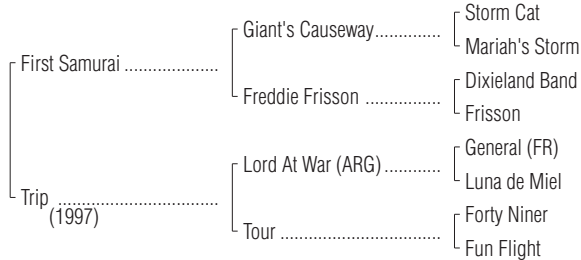 Storm Cat
Giant's Causeway..............
Mariah's Storm
First Samurai ....................
Dixieland Band
Freddie Frisson ................
Frisson
General (FR)
Lord At War (ARG)............
Luna de Miel
Trip ..................................
(1997)
Forty Niner
Tour ..................................
Fun Flight